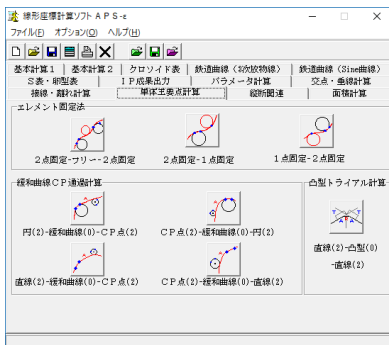 線形座標計算ソフトＡＰＳ-ε
ファイル(F) オプション(O) ヘルプ(H)
基本計算１ 基本計算２ クロソイド表 鉄道曲線（3次放物線） 鉄道曲線（Sine曲線）
Ｓ表・卵型表 ＩＰ成果出力 パラメータ計算 交点・垂線計算
接線・離れ計算 単体主要点計算 縦断関連 面積計算
エレメント固定法
２点固定-フリー-２点固定 ２点固定-１点固定 １点固定-２点固定
緩和曲線ＣＰ通過計算 凸型トライアル計算
円(2)-緩和曲線(0)-ＣＰ点(2) ＣＰ点(2)-緩和曲線(0)-円(2)
直線(2)-凸型(0)
-直線(2)
直線(2)-緩和曲線(0)-ＣＰ点(2) ＣＰ点(2)-緩和曲線(0)-直線(2)